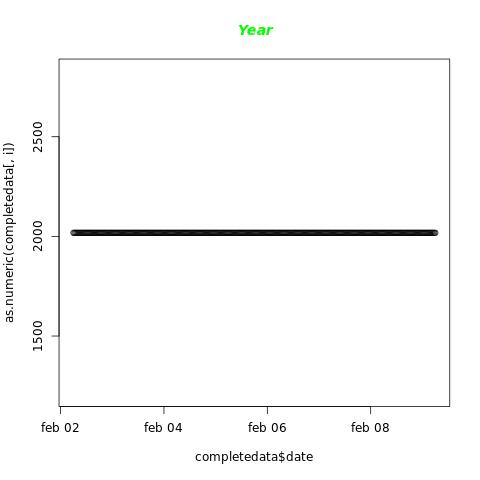 Year
as.numeric(completedata[, i])
2500
2000
1500
feb 02
feb 04
feb 06
feb 08
completedata$date